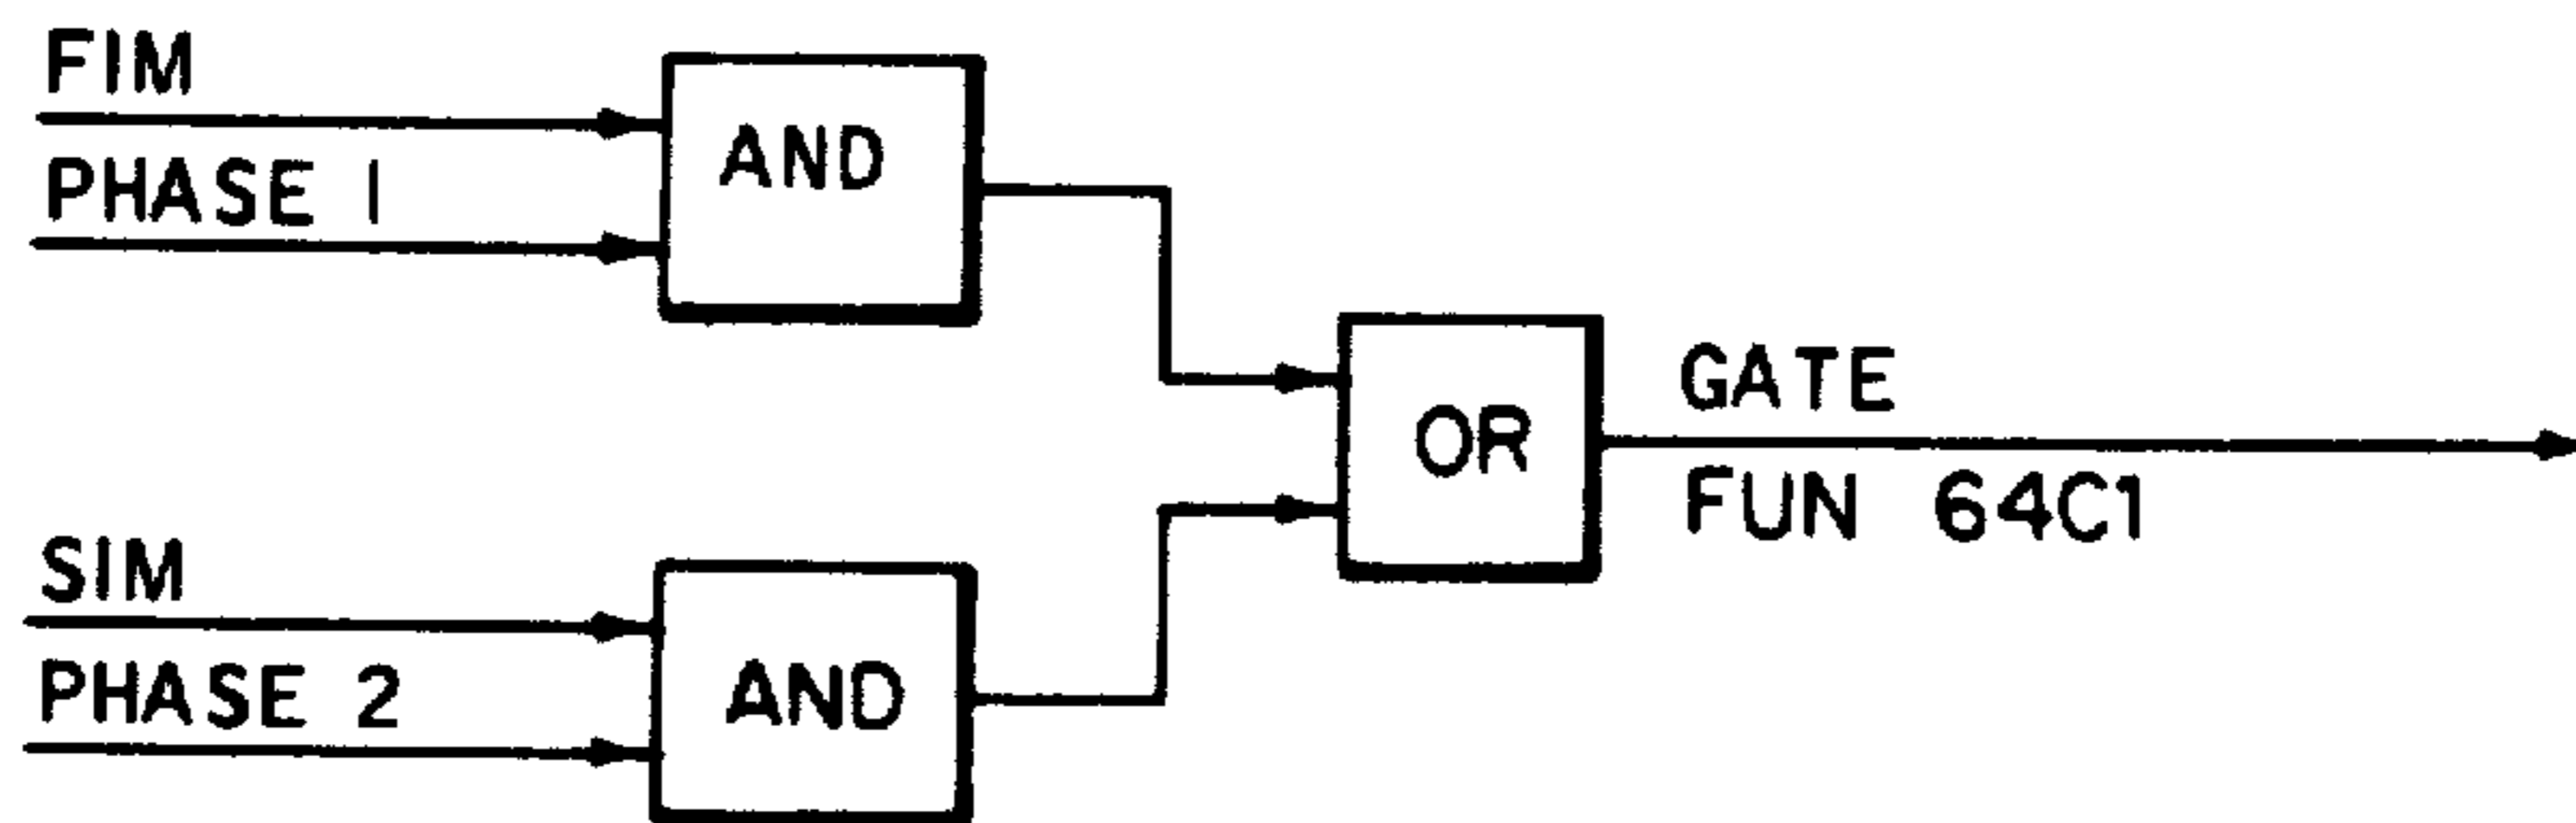 FIM
PHASE 1
AND
SIM
PHASE 2
AND
OR
GATE
FUN 64C1